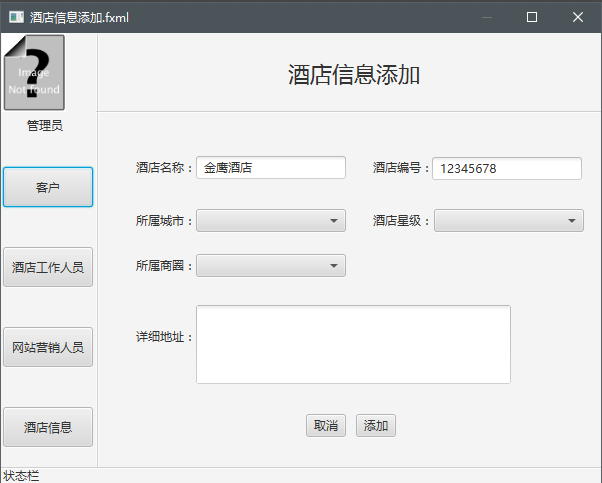 酒店信息添加.fxml
Image
Not found
管理员
客户
酒店工作人员
网站营销人员
酒店信息
酒店信息添加
酒店名称： 金鹰酒店 酒店编号： 12345678
所属城市： 酒店星级：
所属商圈：
详细地址：
取消 添加
状态栏